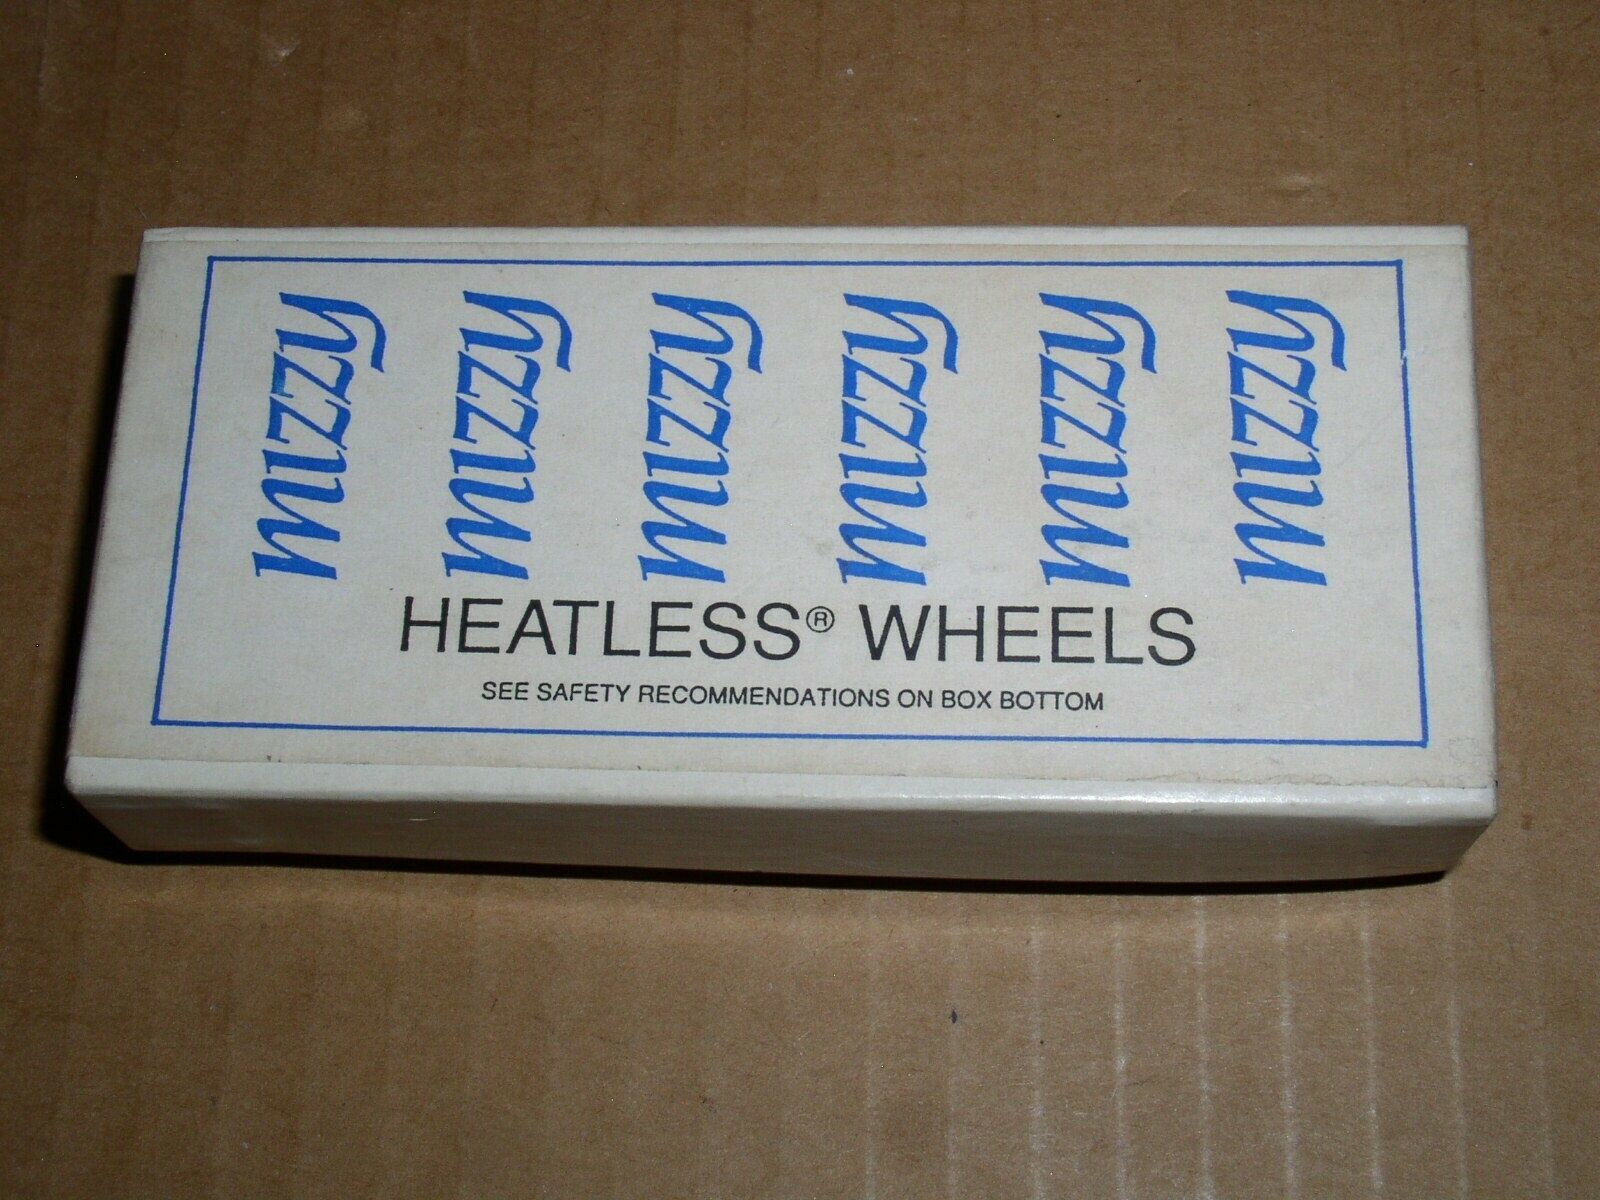 mizzy mizzy mizzy mizzy mizzy mizzy
HEATLESS® WHEELS
SEE SAFETY RECOMMENDATIONS ON BOX BOTTOM